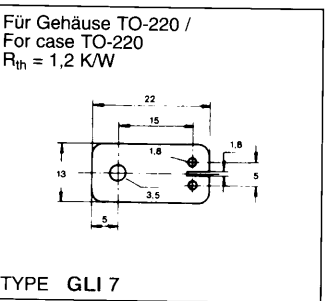 Für Gehäuse TO-220 /
For case TO-220
Rth = 1,2 K/W
22
15
1,8
1,8
13
5
3,5
5
TYPE GLI 7